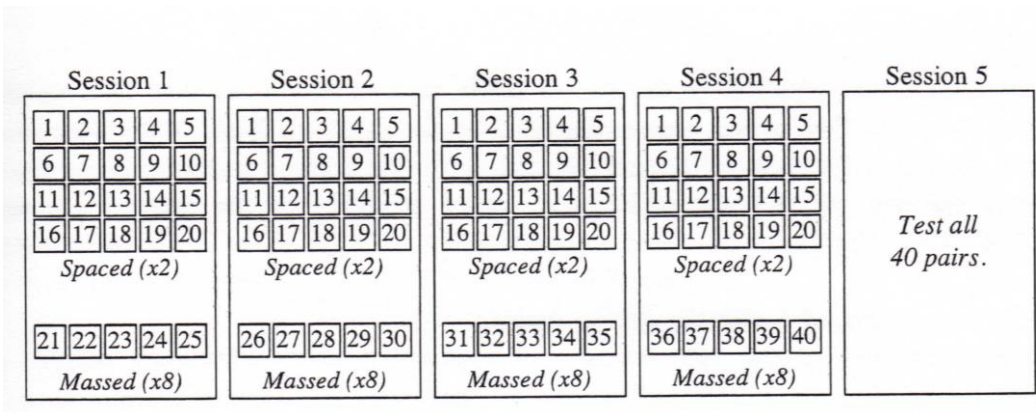 Session 1
1 2 3 4 5
6 7 8 9 10
11 12 13 14 15
16 17 18 19 20
Spaced (x2)
21 22 23 24 25
Massed (x8)
Session 2
1 2 3 4 5
6 7 8 9 10
11 12 13 14 15
16 17 18 19 20
Spaced (x2)
26 27 28 29 30
Massed (x8)
Session 3
1 2 3 4 5
6 7 8 9 10
11 12 13 14 15
16 17 18 19 20
Spaced (x2)
31 32 33 34 35
Massed (x8)
Session 4
1 2 3 4 5
6 7 8 9 10
11 12 13 14 15
16 17 18 19 20
Spaced (x2)
36 37 38 39 40
Massed (x8)
Session 5
Test all
40 pairs.